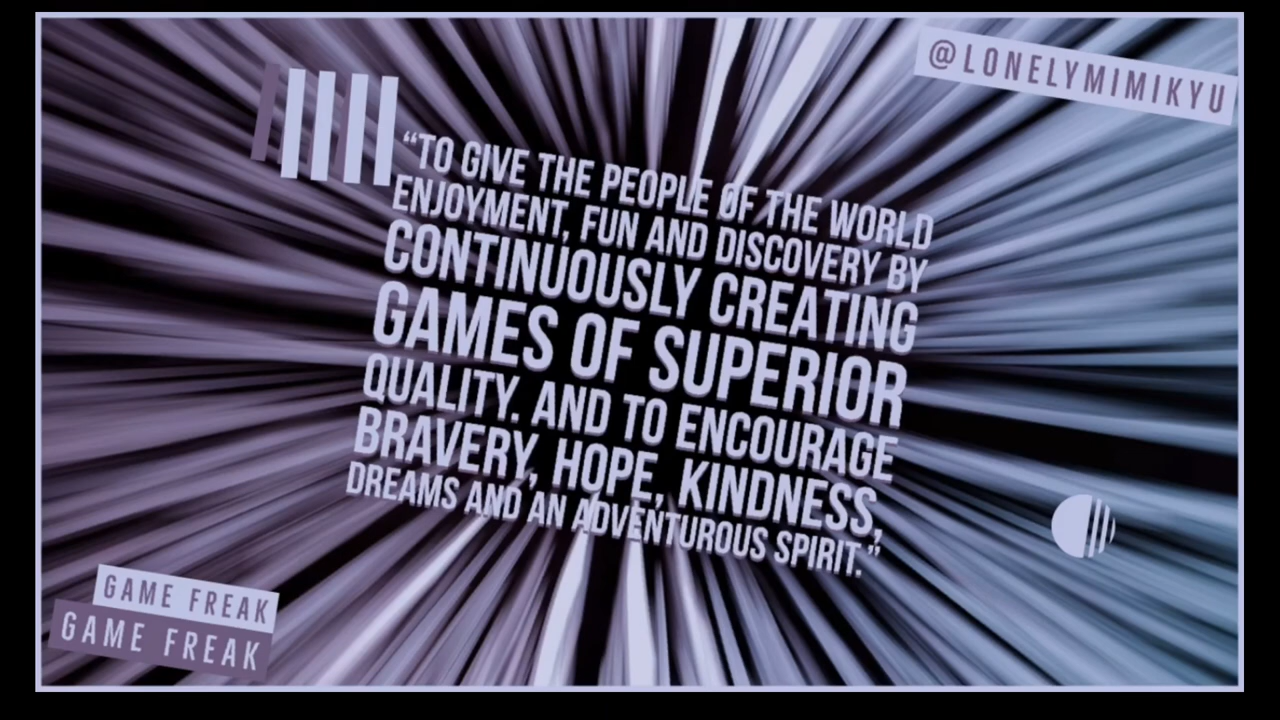 @LONELYMIMIKYU
“TO GIVE THE PEOPLE OF THE WORLD
ENJOYMENT, FUN AND DISCOVERY BY
CONTINUOUSLY CREATING
GAMES OF SUPERIOR
QUALITY. AND TO ENCOURAGE
BRAVERY, HOPE, KINDNESS,
DREAMS AND AN ADVENTUROUS SPIRIT.”
GAME FREAK
GAME FREAK